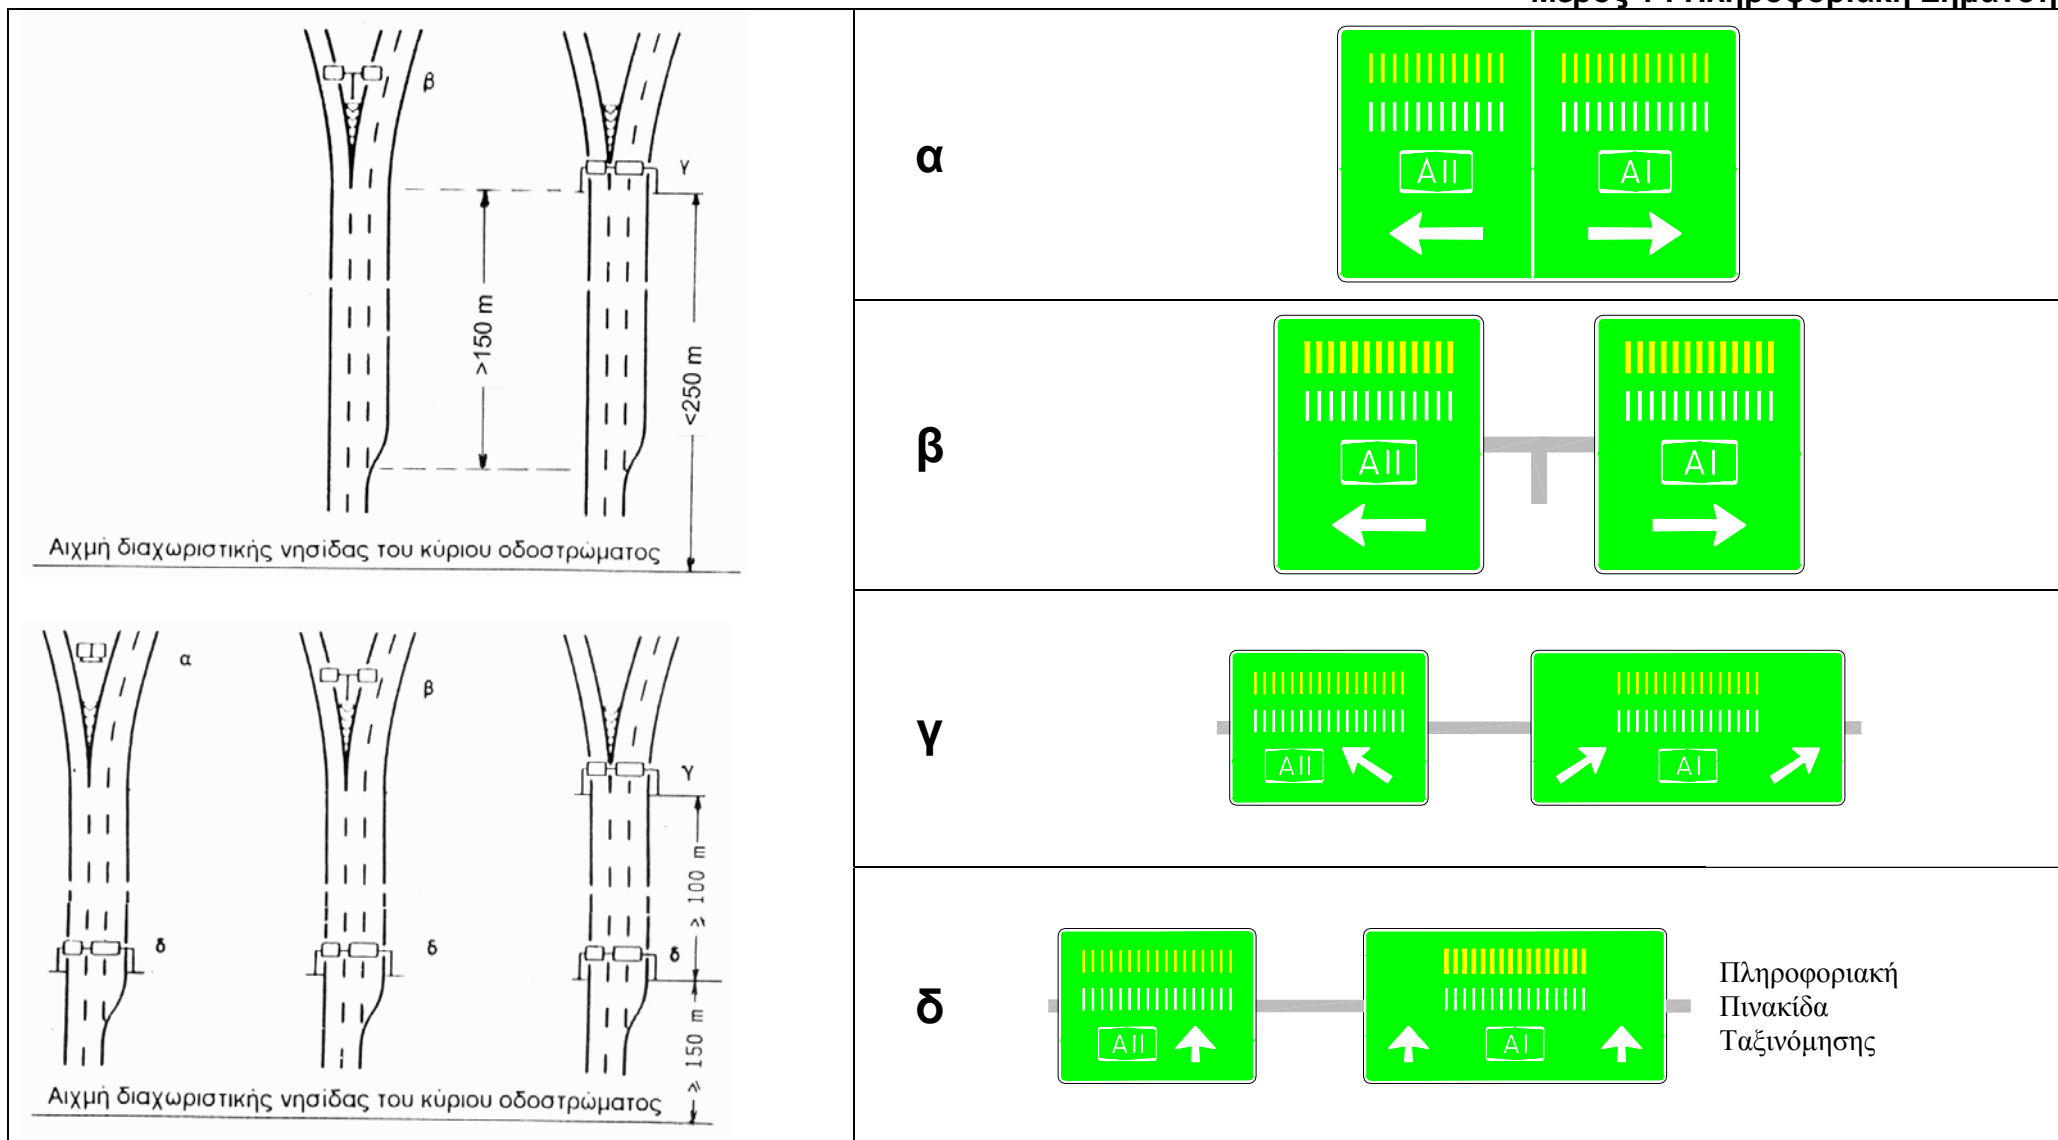 β
γ
>150 m
<250 m
Αιχμή διαχωριστικής νησίδας του κύριου οδοστρώματος
α
β
γ
≥ 100 m
δ
δ
δ
≥ 150 m
Αιχμή διαχωριστικής νησίδας του κύριου οδοστρώματος
α
AII
AI
β
AII
AI
γ
AII
AI
δ
AII
AI
Πληροφοριακή
Πινακίδα
Ταξινόμησης